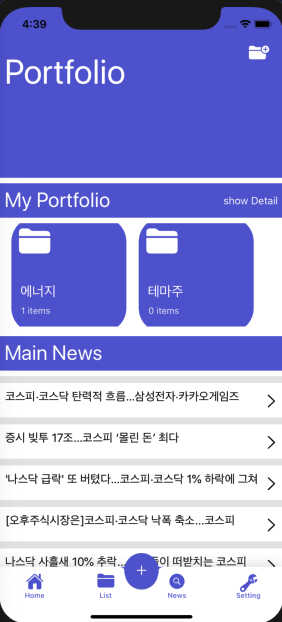 4:39
Portfolio
My Portfolio
show Detail
에너지
1 items
테마주
0 items
Main News
코스피·코스닥 탄력적 흐름...삼성전자·카카오게임즈
증시 빚투 17조...코스피 ‘몰린 돈’ 최다
'나스닥 급락' 또 버텼다...코스피·코스닥 1% 하락에 그쳐
[오후주식시장은]코스피·코스닥 낙폭 축소...코스피
나스닥 사흘새 10% 추락... 들이 떠받치는 코스피
Home
List
News
Setting